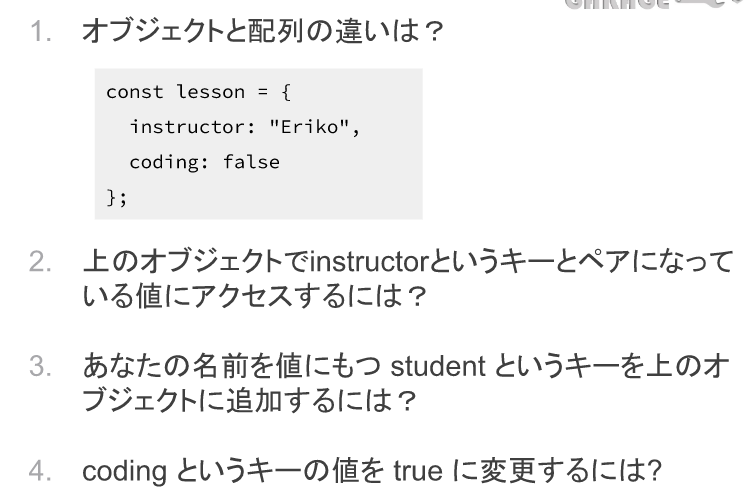 GARAGE
1. オブジェクトと配列の違いは？
const lesson = {
  instructor: "Eriko",
  coding: false
};
2. 上のオブジェクトでinstructorというキーとペアになって
いる値にアクセスするには？
3. あなたの名前を値にもつ student というキーを上のオ
ブジェクトに追加するには？
4. coding というキーの値を true に変更するには?